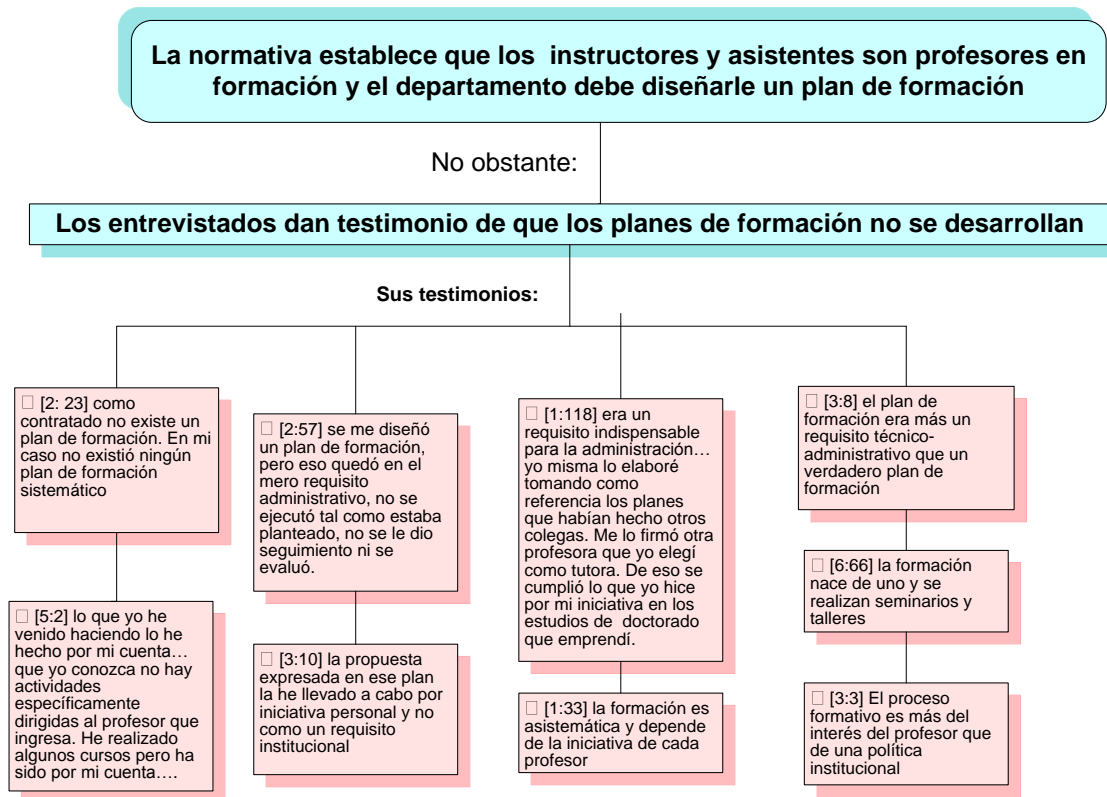 La normativa establece que los instructores y asistentes son profesores en
formación y el departamento debe diseñarle un plan de formación
No obstante:
Los entrevistados dan testimonio de que los planes de formación no se desarrollan
Sus testimonios:
[2: 23] como
contratado no existe un
plan de formación. En mi
caso no existió ningún
plan de formación
sistemático
[5:2] lo que yo he
venido haciendo lo he
hecho por mi cuenta…
que yo conozca no hay
actividades
específicamente
dirigidas al profesor que
ingresa. He realizado
algunos cursos pero ha
sido por mi cuenta….
[2:57] se me diseñó
un plan de formación,
pero eso quedó en el
mero requisito
administrativo, no se
ejecutó tal como estaba
planteado, no se le dio
seguimiento ni se
evaluó.
[3:10] la propuesta
expresada en ese plan
la he llevado a cabo por
iniciativa personal y no
como un requisito
institucional
[1:118] era un
requisito indispensable
para la administración…
yo misma lo elaboré
tomando como
referencia los planes
que habían hecho otros
colegas. Me lo firmó otra
profesora que yo elegí
como tutora. De eso se
cumplió lo que yo hice
por mi iniciativa en los
estudios de doctorado
que emprendí.
[1:33] la formación es
asistemática y depende
de la iniciativa de cada
profesor
[3:8] el plan de
formación era más un
requisito técnico-
administrativo que un
verdadero plan de
formación
[6:66] la formación
nace de uno y se
realizan seminarios y
talleres
[3:3] El proceso
formativo es más del
interés del profesor que
de una política
institucional